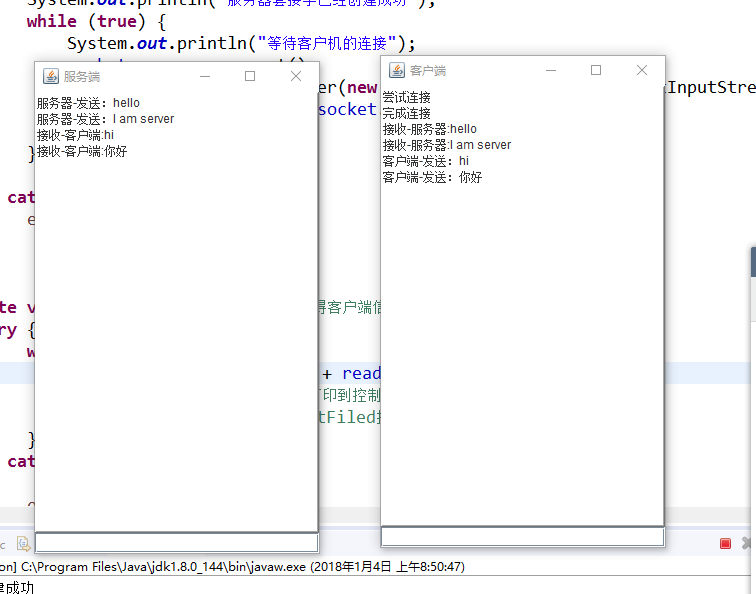 System.out.println("服务器套接字已经创建成功");
while (true) {
System.out.println("等待客户机的连接");
服务端
服务器-发送：hello
服务器-发送：I am server
接收-客户端:hi
接收-客户端:你好
客户端
尝试连接
完成连接
接收-服务器:hello
接收-服务器:I am server
客户端-发送：hi
客户端-发送：你好
er(new
InputStre
socket
}
cat
te v
得客户端信
ry {
w
+ read
印到控制
tFiled
}
cat
on] C:\Program Files\Java\jdk1.8.0_144\bin\javaw.exe (2018年1月4日 上午8:50:47)
建成功